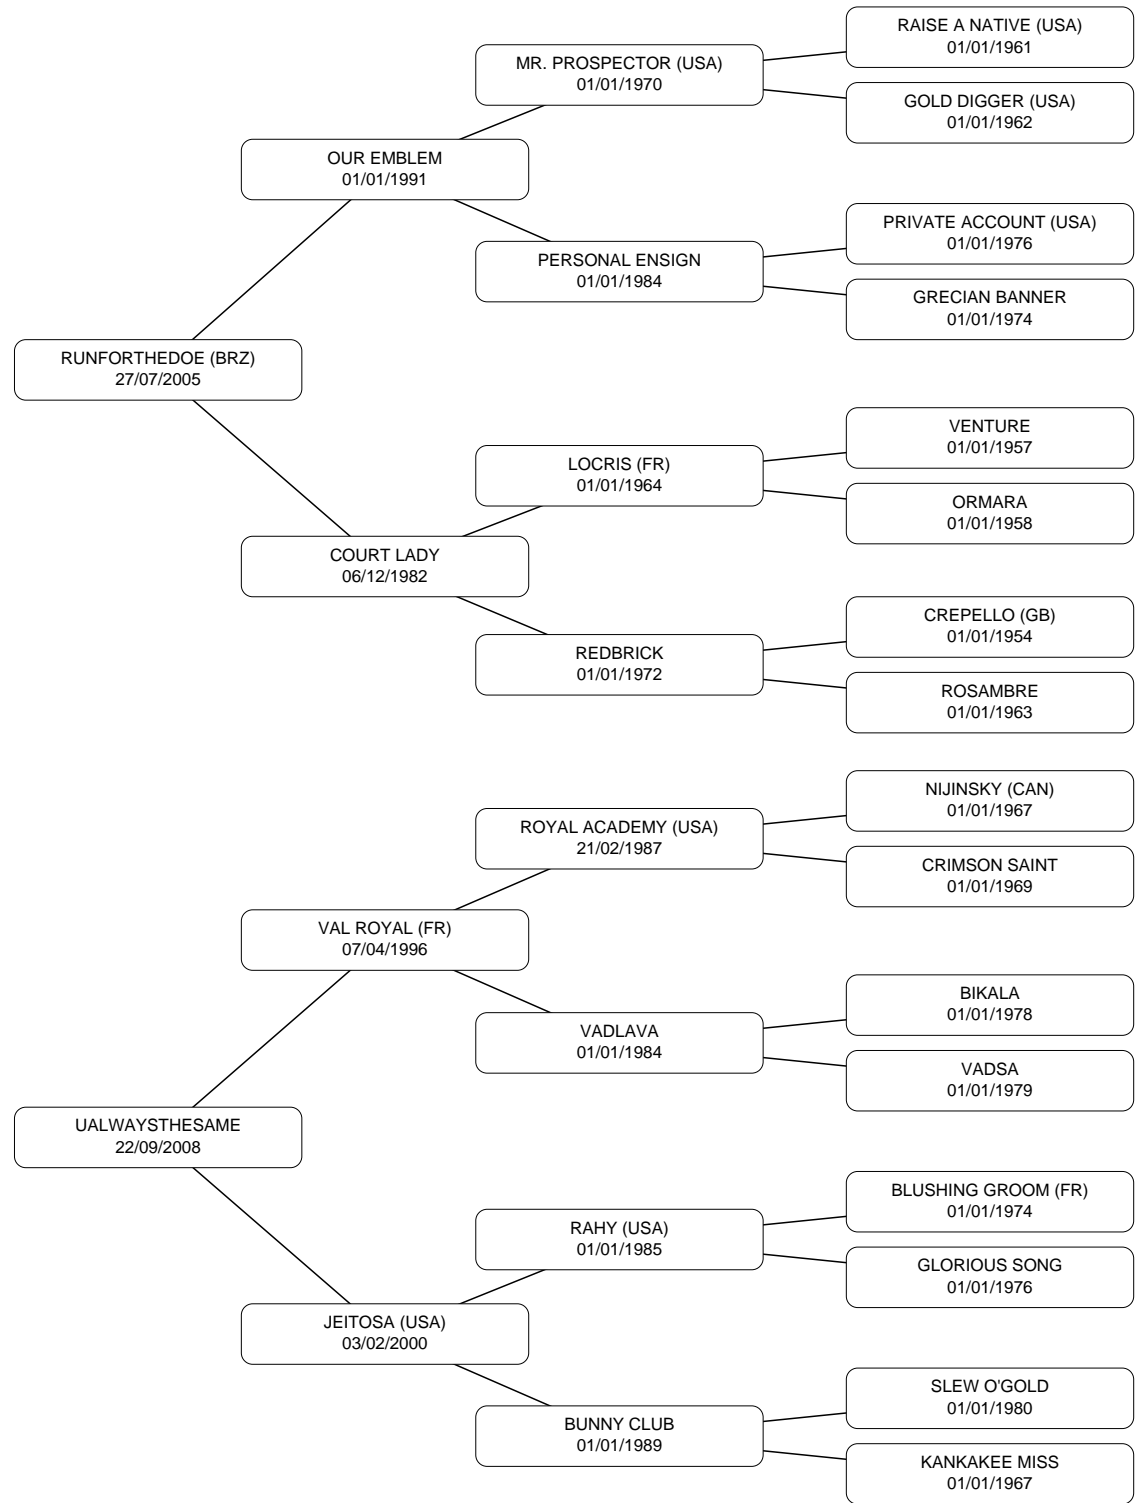 RAISE A NATIVE (USA)
01/01/1961
MR. PROSPECTOR (USA)
01/01/1970
GOLD DIGGER (USA)
01/01/1962
OUR EMBLEM
01/01/1991
PRIVATE ACCOUNT (USA)
01/01/1976
PERSONAL ENSIGN
01/01/1984
GRECIAN BANNER
01/01/1974
RUNFORTHEDOE (BRZ)
27/07/2005
VENTURE
01/01/1957
LOCRIS (FR)
01/01/1964
ORMARA
01/01/1958
COURT LADY
06/12/1982
CREPELLO (GB)
01/01/1954
REDBRICK
01/01/1972
ROSAMBRE
01/01/1963
NIJINSKY (CAN)
01/01/1967
ROYAL ACADEMY (USA)
21/02/1987
CRIMSON SAINT
01/01/1969
VAL ROYAL (FR)
07/04/1996
BIKALA
01/01/1978
VADLAVA
01/01/1984
VADSA
01/01/1979
UALWAYSTHESAME
22/09/2008
BLUSHING GROOM (FR)
01/01/1974
RAHY (USA)
01/01/1985
GLORIOUS SONG
01/01/1976
JEITOSA (USA)
03/02/2000
SLEW O'GOLD
01/01/1980
BUNNY CLUB
01/01/1989
KANKAKEE MISS
01/01/1967